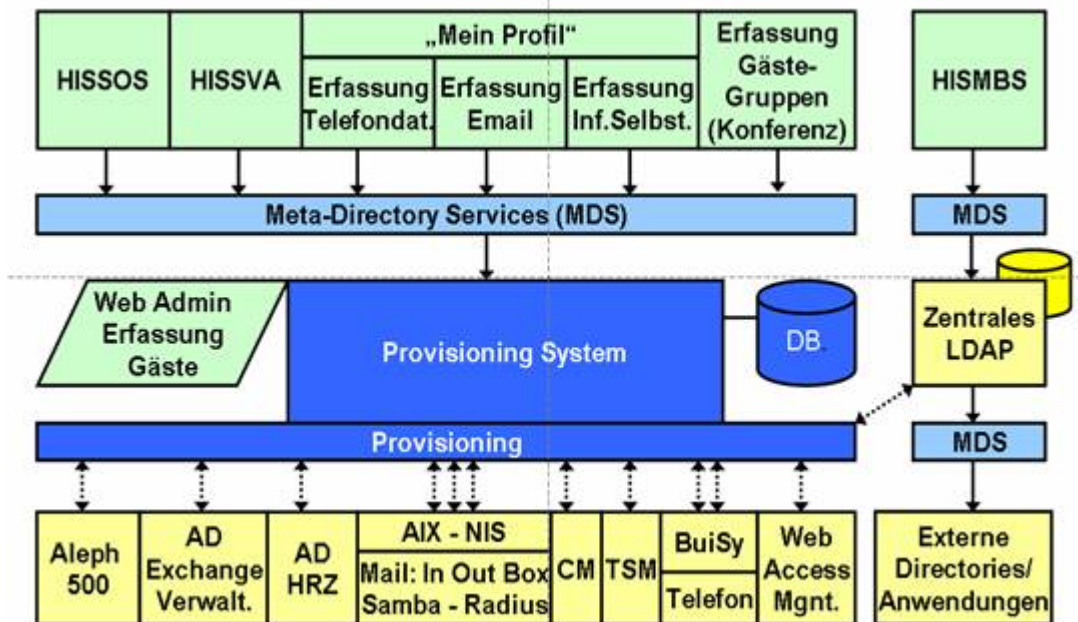 HISSOS
HISSVA
„Mein Profil“
Erfassung
Telefondat.
Erfassung
Email
Erfassung
Inf.Selbst.
Erfassung
Gäste-
Gruppen
(Konferenz)
HISMBS
Meta-Directory Services (MDS)
MDS
Web Admin
Erfassung
Gäste
Provisioning System
DB.
Zentrales
LDAP
Provisioning
MDS
Aleph
500
AD
Exchange
Verwalt.
AD
HRZ
AIX - NIS
Mail: In Out Box
Samba - Radius
CM
TSM
BuiSy
Telefon
Web
Access
Mgnt.
Externe
Directories/
Anwendungen